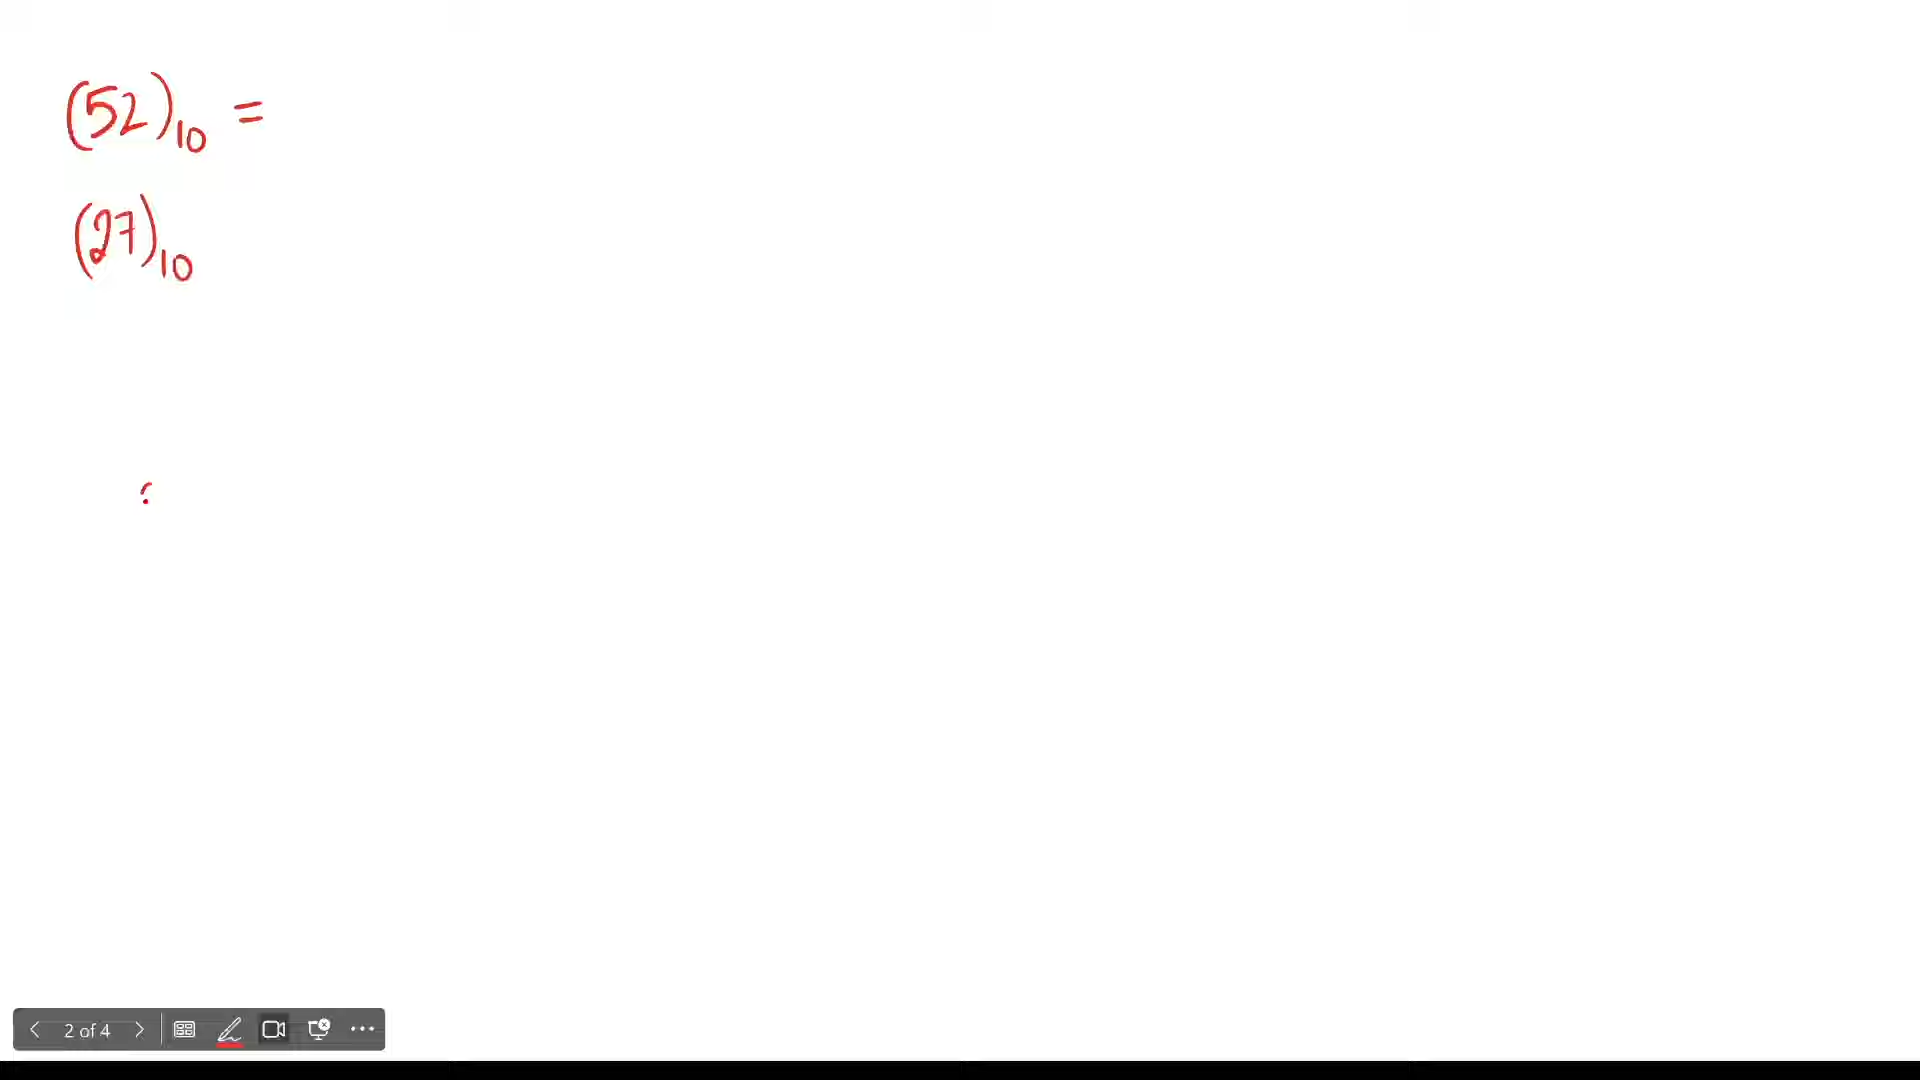 (52)₁₀ =
(27)₁₀
2 of 4